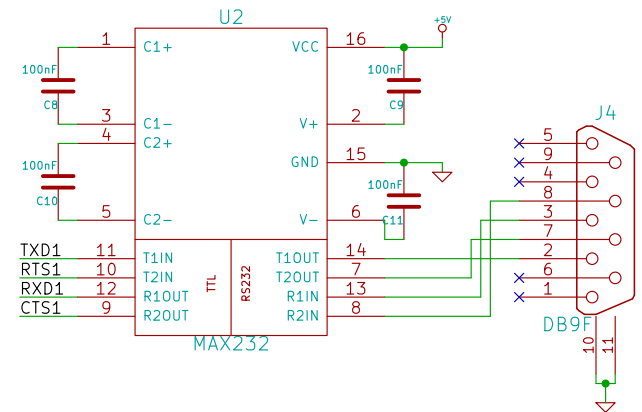 U2
+5V
1 C1+ VCC 16
100nF
C8
100nF
C9
J4
3 C1- V+ 2
4 C2+
5
9
GND 15
4
100nF
C10
100nF
C11
8
5 C2- V- 6
3
7
TXD1 11 T1IN T1OUT 14
2
RTS1 10 T2IN T2OUT 7
6
RXD1 12 R1OUT R1IN 13
1
CTS1 9 R2OUT R2IN 8
TTL
RS232
MAX232
DB9F
10
11